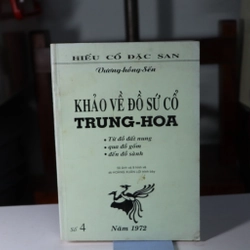 HIẾU CỔ ĐẶC SAN
Vương-hồng-Sển
KHẢO VỀ ĐỒ SỨ CỔ
TRUNG-HOA
• Từ đồ đất nung
• qua đồ gốm
• đến đồ sành
Số 4
Năm 1972